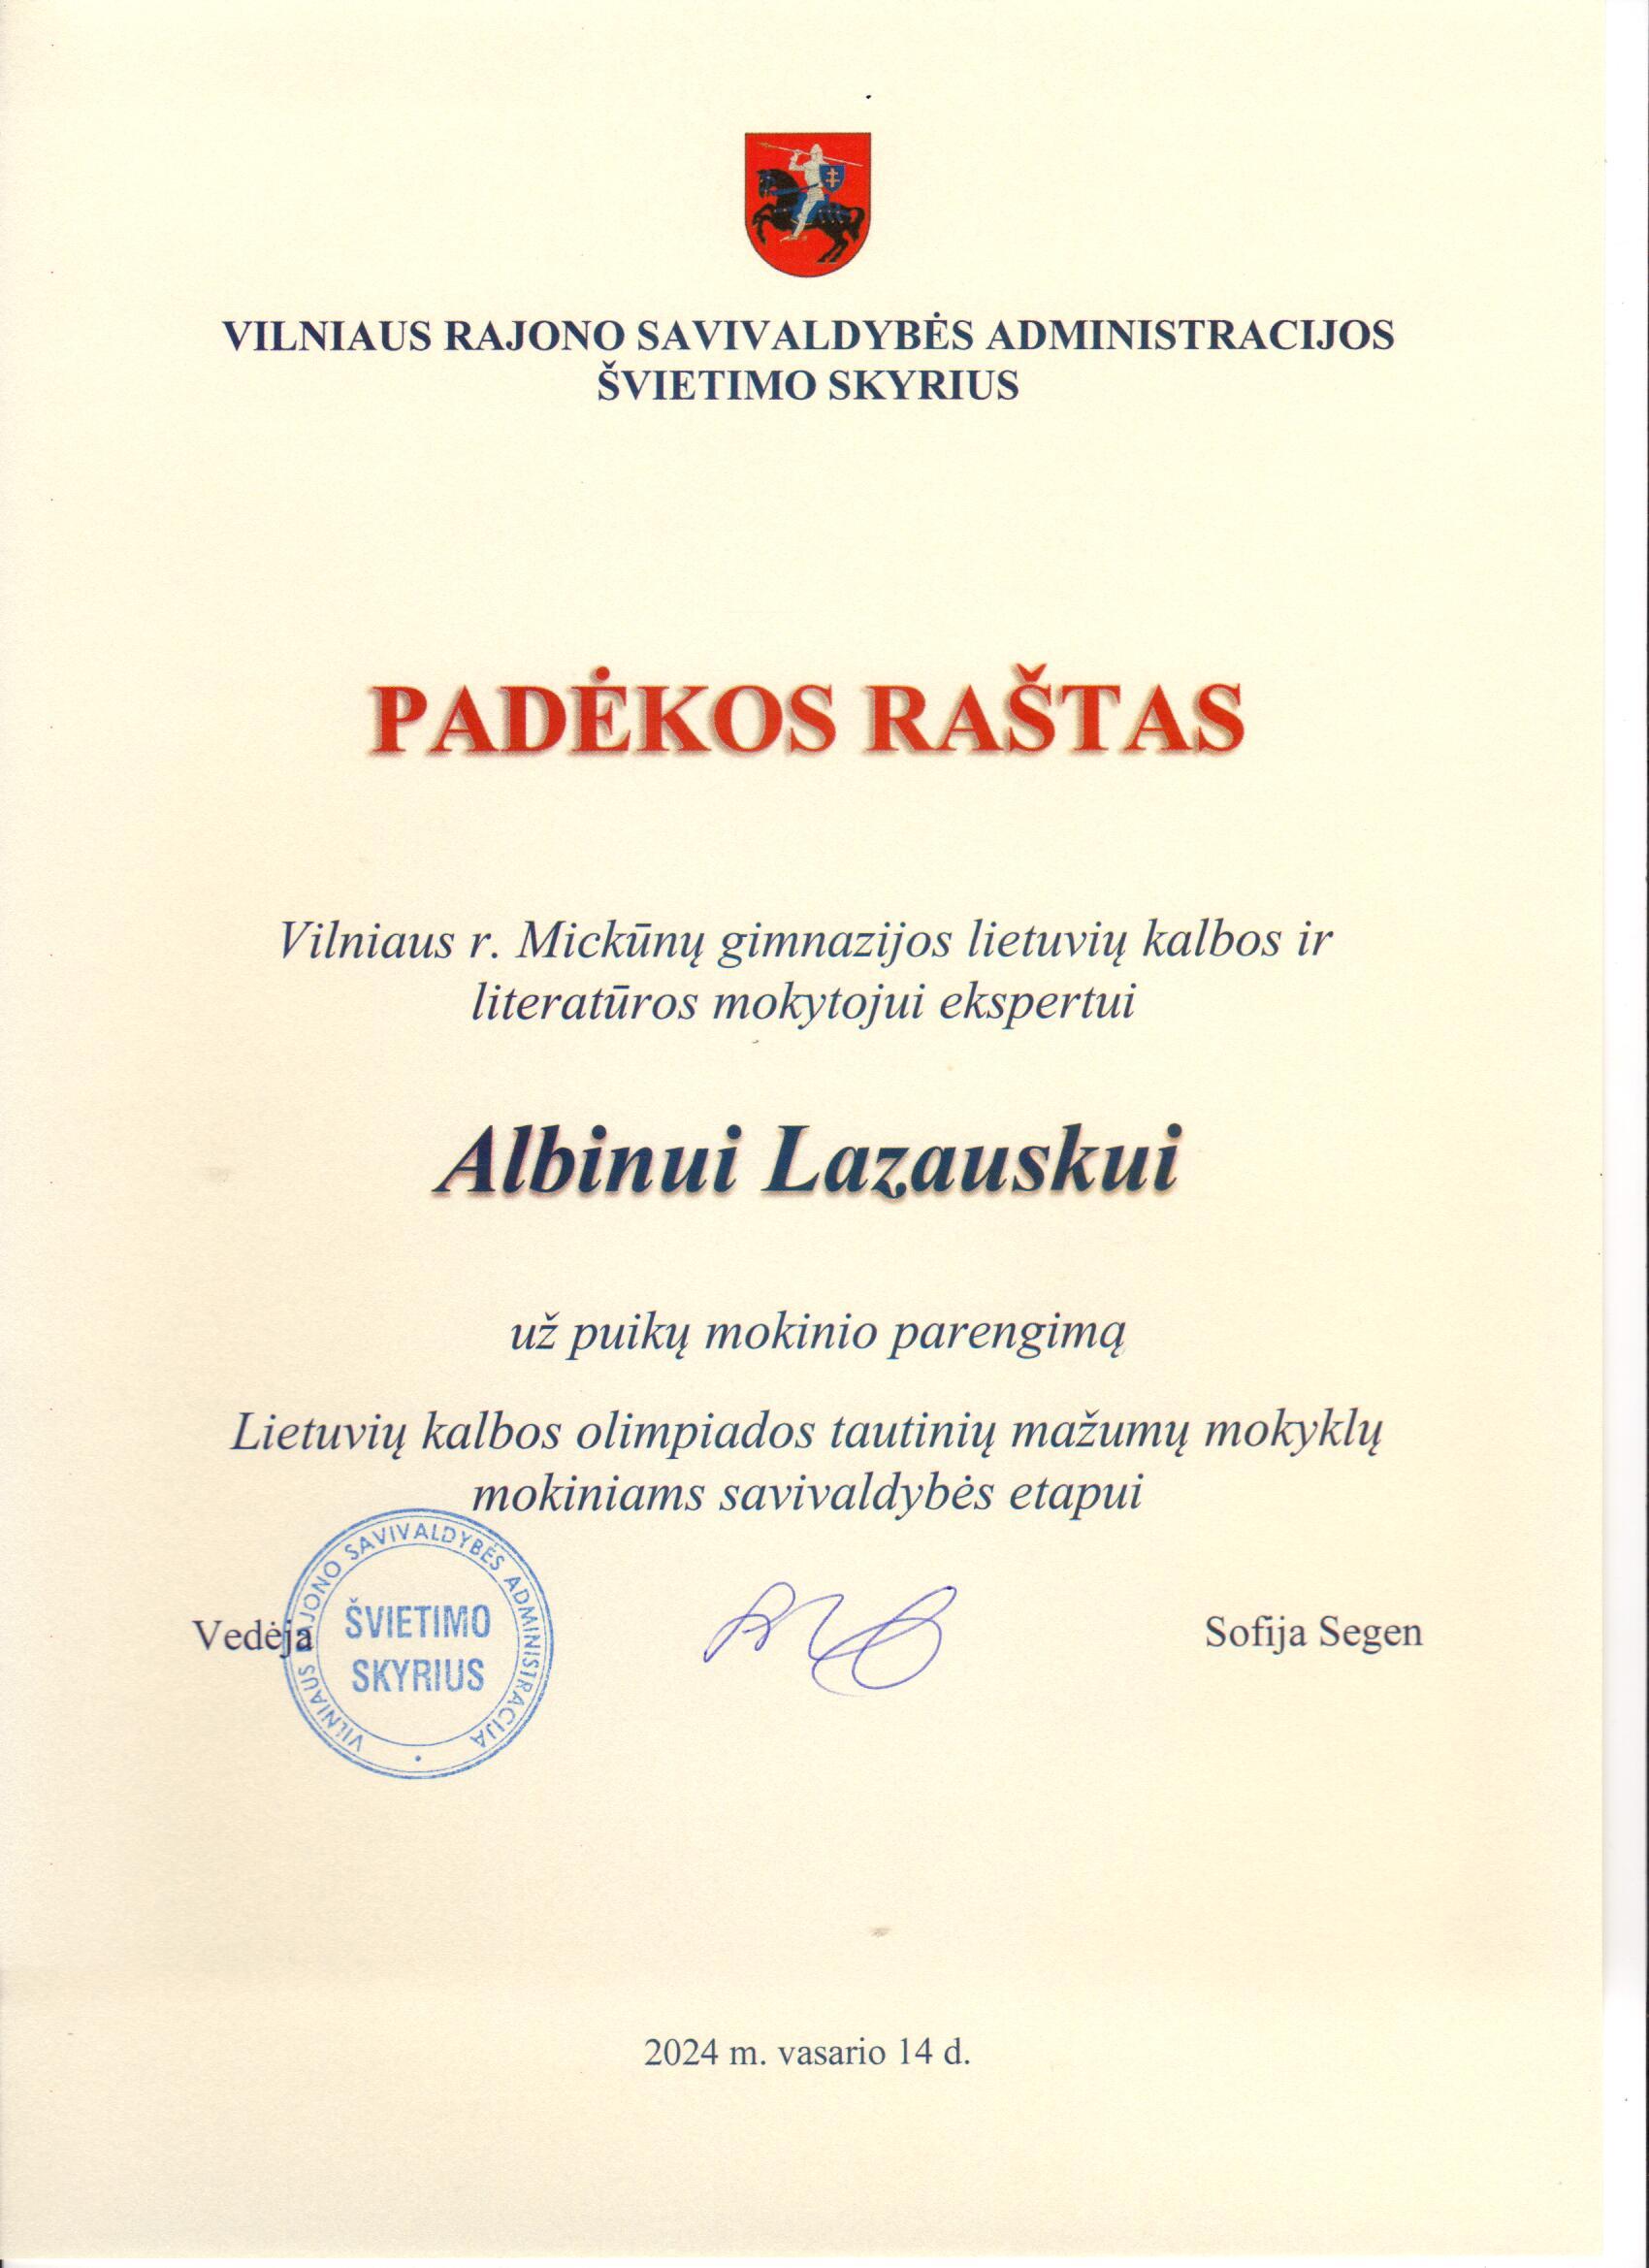 VILNIAUS RAJONO SAVIVALDYBĖS ADMINISTRACIJOS
ŠVIETIMO SKYRIUS
PADĖKOS RAŠTAS
Vilniaus r. Mickūnų gimnazijos lietuvių kalbos ir
literatūros mokytojui ekspertui
Albinui Lazauskui
už puikų mokinio parengimą
Lietuvių kalbos olimpiados tautinių mažumų mokyklų
mokiniams savivaldybės etapui
Vedėja
VILNIAUS RAJONO SAVIVALDYBĖS ADMINISTRACIJA
ŠVIETIMO
SKYRIUS
Sofija Segen
2024 m. vasario 14 d.